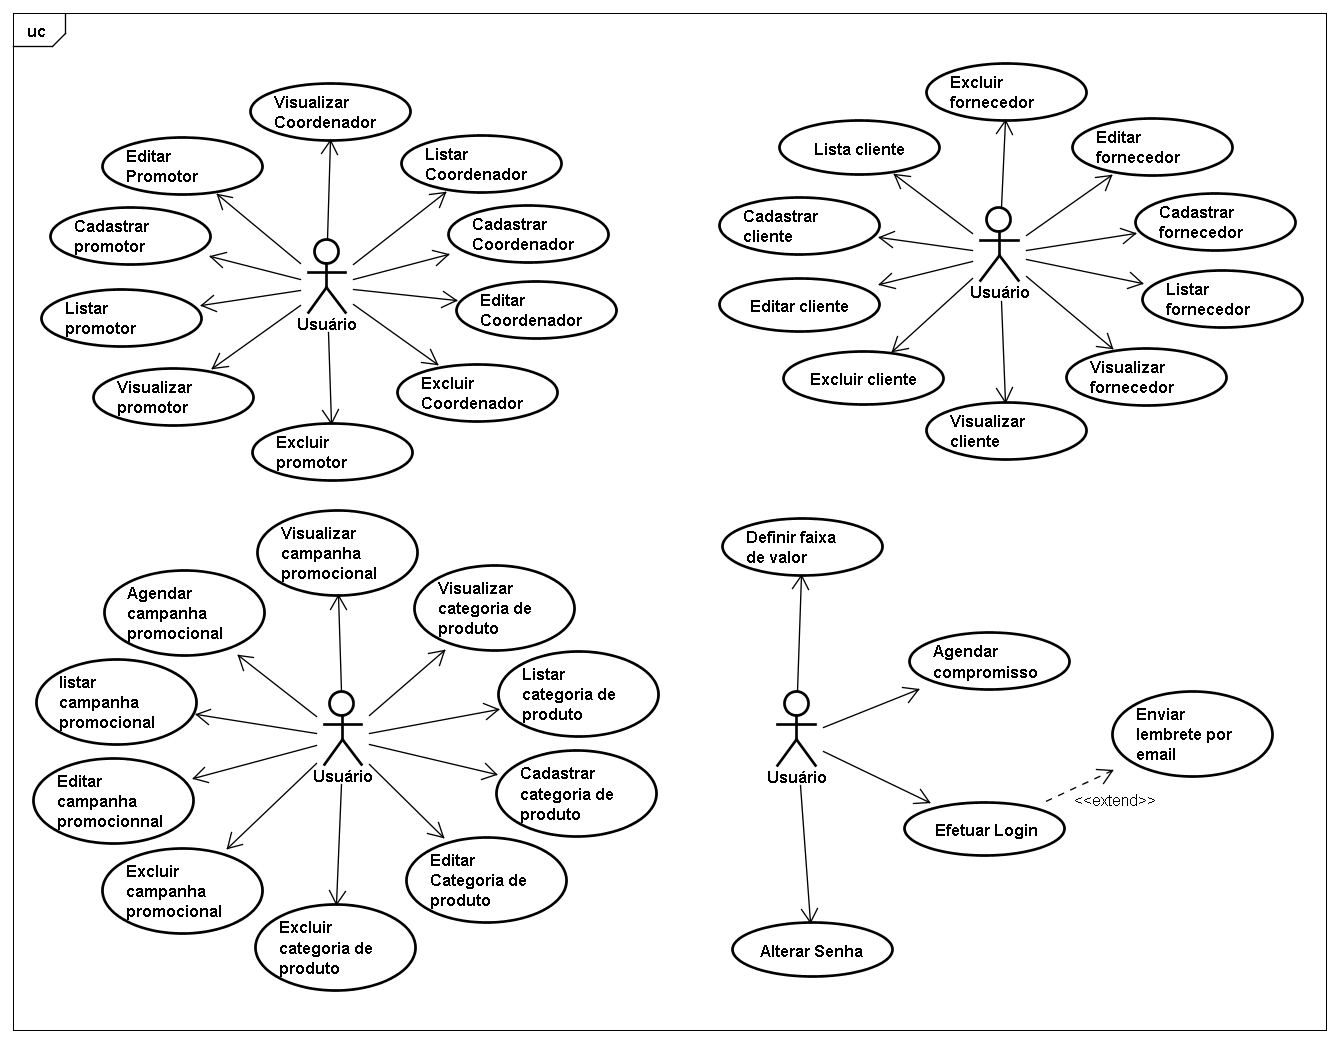 uc
Visualizar
Coordenador
Editar
Promotor
Listar
Coordenador
Cadastrar
promotor
Cadastrar
Coordenador
Listar
promotor
Editar
Coordenador
Usuário
Visualizar
promotor
Excluir
Coordenador
Excluir
promotor
Excluir
fornecedor
Lista cliente
Editar
fornecedor
Cadastrar
cliente
Cadastrar
fornecedor
Editar cliente
Usuário
Listar
fornecedor
Excluir cliente
Visualizar
fornecedor
Visualizar
cliente
Visualizar
campanha
promocional
Agendar
campanha
promocional
Visualizar
categoria de
produto
listar
campanha
promocional
Listar
categoria de
produto
Usuário
Editar
campanha
promocionnal
Cadastrar
categoria de
produto
Excluir
campanha
promocional
Editar
Categoria de
produto
Excluir
categoria de
produto
Definir faixa
de valor
Agendar
compromisso
Usuário
Enviar
lembrete por
email
<<extend>>
Efetuar Login
Alterar Senha